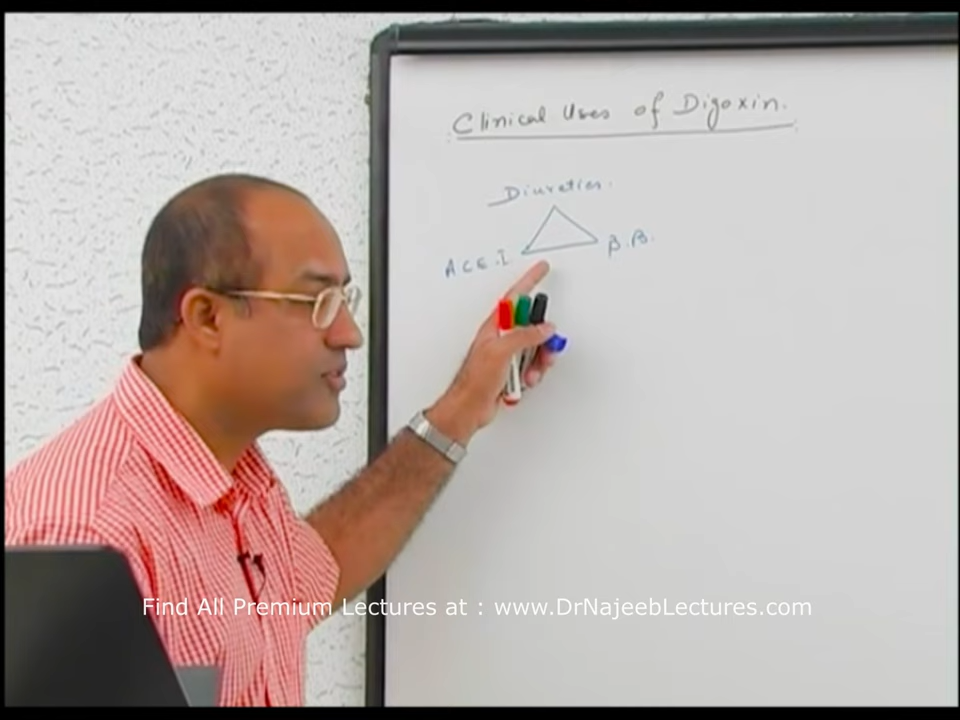 Clinical Uses of Digoxin.
Diuretics.
A C E . I
β . B .
Find All Premium Lectures at : www.DrNajeebLectures.com